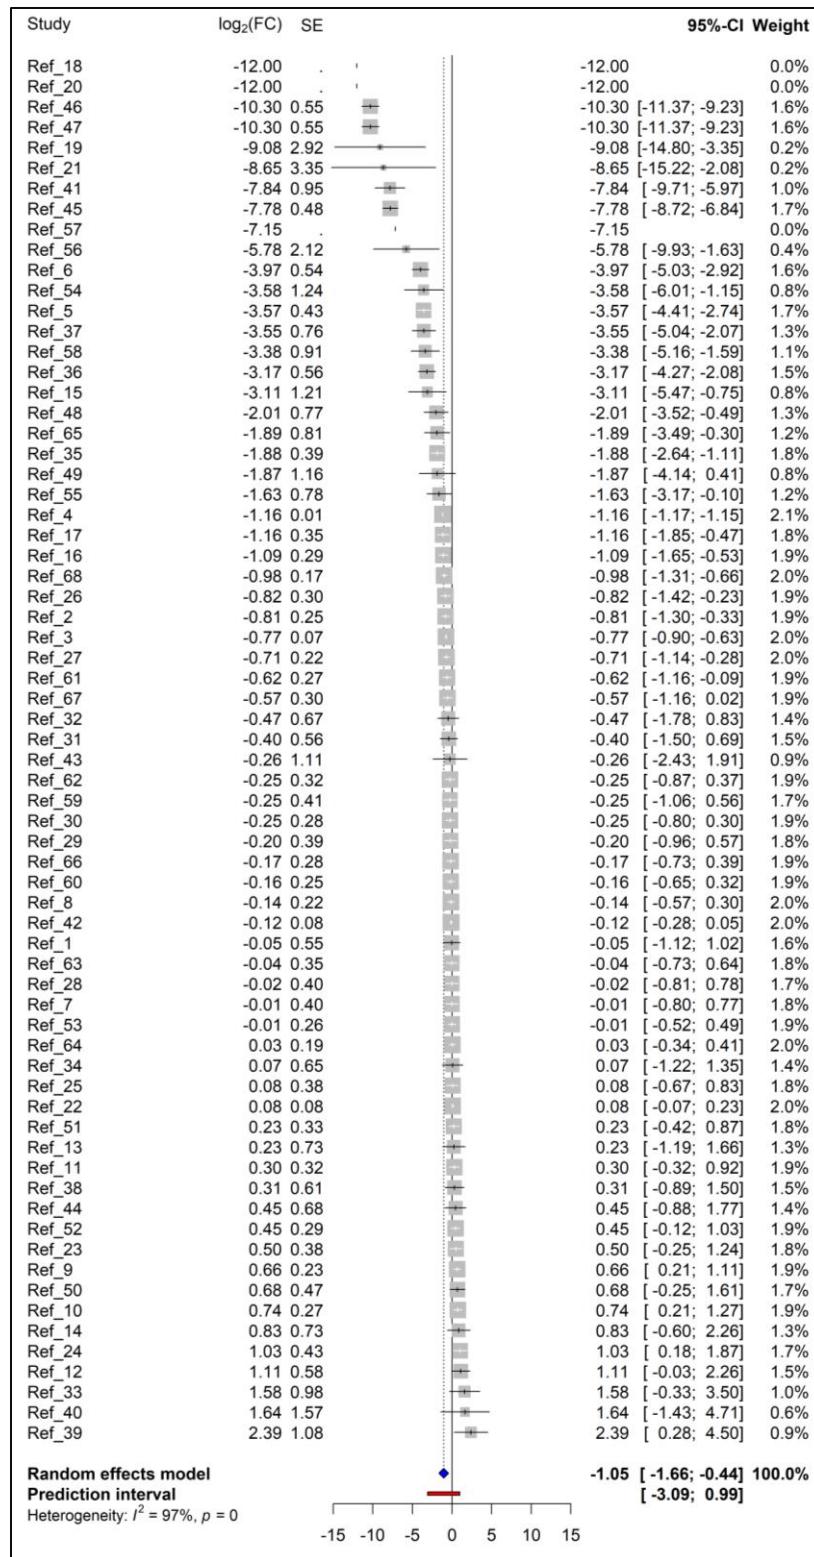 Study log2(FC) SE 95%-CI Weight
Ref_18 -12.00 . -12.00 0.0%
Ref_20 -12.00 . -12.00 0.0%
Ref_46 -10.30 0.55 -10.30 [-11.37; -9.23] 1.6%
Ref_47 -10.30 0.55 -10.30 [-11.37; -9.23] 1.6%
Ref_19 -9.08 2.92 -9.08 [-14.80; -3.35] 0.2%
Ref_21 -8.65 3.35 -8.65 [-15.22; -2.08] 0.2%
Ref_41 -7.84 0.95 -7.84 [ -9.71; -5.97] 1.0%
Ref_45 -7.78 0.48 -7.78 [ -8.72; -6.84] 1.7%
Ref_57 -7.15 . -7.15 0.0%
Ref_56 -5.78 2.12 -5.78 [ -9.93; -1.63] 0.4%
Ref_6 -3.97 0.54 -3.97 [ -5.03; -2.92] 1.6%
Ref_54 -3.58 1.24 -3.58 [ -6.01; -1.15] 0.8%
Ref_5 -3.57 0.43 -3.57 [ -4.41; -2.74] 1.7%
Ref_37 -3.55 0.76 -3.55 [ -5.04; -2.07] 1.3%
Ref_58 -3.38 0.91 -3.38 [ -5.16; -1.59] 1.1%
Ref_36 -3.17 0.56 -3.17 [ -4.27; -2.08] 1.5%
Ref_15 -3.11 1.21 -3.11 [ -5.47; -0.75] 0.8%
Ref_48 -2.01 0.77 -2.01 [ -3.52; -0.49] 1.3%
Ref_65 -1.89 0.81 -1.89 [ -3.49; -0.30] 1.2%
Ref_35 -1.88 0.39 -1.88 [ -2.64; -1.11] 1.8%
Ref_49 -1.87 1.16 -1.87 [ -4.14; 0.41] 0.8%
Ref_55 -1.63 0.78 -1.63 [ -3.17; -0.10] 1.2%
Ref_4 -1.16 0.01 -1.16 [ -1.17; -1.15] 2.1%
Ref_17 -1.16 0.35 -1.16 [ -1.85; -0.47] 1.8%
Ref_16 -1.09 0.29 -1.09 [ -1.65; -0.53] 1.9%
Ref_68 -0.98 0.17 -0.98 [ -1.31; -0.66] 2.0%
Ref_26 -0.82 0.30 -0.82 [ -1.42; -0.23] 1.9%
Ref_2 -0.81 0.25 -0.81 [ -1.30; -0.33] 1.9%
Ref_3 -0.77 0.07 -0.77 [ -0.90; -0.63] 2.0%
Ref_27 -0.71 0.22 -0.71 [ -1.14; -0.28] 2.0%
Ref_61 -0.62 0.27 -0.62 [ -1.16; -0.09] 1.9%
Ref_67 -0.57 0.30 -0.57 [ -1.16; 0.02] 1.9%
Ref_32 -0.47 0.67 -0.47 [ -1.78; 0.83] 1.4%
Ref_31 -0.40 0.56 -0.40 [ -1.50; 0.69] 1.5%
Ref_43 -0.26 1.11 -0.26 [ -2.43; 1.91] 0.9%
Ref_62 -0.25 0.32 -0.25 [ -0.87; 0.37] 1.9%
Ref_59 -0.25 0.41 -0.25 [ -1.06; 0.56] 1.7%
Ref_30 -0.25 0.28 -0.25 [ -0.80; 0.30] 1.9%
Ref_29 -0.20 0.39 -0.20 [ -0.96; 0.57] 1.8%
Ref_66 -0.17 0.28 -0.17 [ -0.73; 0.39] 1.9%
Ref_60 -0.16 0.25 -0.16 [ -0.65; 0.32] 1.9%
Ref_8 -0.14 0.22 -0.14 [ -0.57; 0.30] 2.0%
Ref_42 -0.12 0.08 -0.12 [ -0.28; 0.05] 2.0%
Ref_1 -0.05 0.55 -0.05 [ -1.12; 1.02] 1.6%
Ref_63 -0.04 0.35 -0.04 [ -0.73; 0.64] 1.8%
Ref_28 -0.02 0.40 -0.02 [ -0.81; 0.78] 1.7%
Ref_7 -0.01 0.40 -0.01 [ -0.80; 0.77] 1.8%
Ref_53 -0.01 0.26 -0.01 [ -0.52; 0.49] 1.9%
Ref_64 0.03 0.19 0.03 [ -0.34; 0.41] 2.0%
Ref_34 0.07 0.65 0.07 [ -1.22; 1.35] 1.4%
Ref_25 0.08 0.38 0.08 [ -0.67; 0.83] 1.8%
Ref_22 0.08 0.08 0.08 [ -0.07; 0.23] 2.0%
Ref_51 0.23 0.33 0.23 [ -0.42; 0.87] 1.8%
Ref_13 0.23 0.73 0.23 [ -1.19; 1.66] 1.3%
Ref_11 0.30 0.32 0.30 [ -0.32; 0.92] 1.9%
Ref_38 0.31 0.61 0.31 [ -0.89; 1.50] 1.5%
Ref_44 0.45 0.68 0.45 [ -0.88; 1.77] 1.4%
Ref_52 0.45 0.29 0.45 [ -0.12; 1.03] 1.9%
Ref_23 0.50 0.38 0.50 [ -0.25; 1.24] 1.8%
Ref_9 0.66 0.23 0.66 [ 0.21; 1.11] 1.9%
Ref_50 0.68 0.47 0.68 [ -0.25; 1.61] 1.7%
Ref_10 0.74 0.27 0.74 [ 0.21; 1.27] 1.9%
Ref_14 0.83 0.73 0.83 [ -0.60; 2.26] 1.3%
Ref_24 1.03 0.43 1.03 [ 0.18; 1.87] 1.7%
Ref_12 1.11 0.58 1.11 [ -0.03; 2.26] 1.5%
Ref_33 1.58 0.98 1.58 [ -0.33; 3.50] 1.0%
Ref_40 1.64 1.57 1.64 [ -1.43; 4.71] 0.6%
Ref_39 2.39 1.08 2.39 [ 0.28; 4.50] 0.9%
Random effects model -1.05 [ -1.66; -0.44] 100.0%
Prediction interval [ -3.09; 0.99]
Heterogeneity: I² = 97%, p = 0
-15 -10 -5 0 5 10 15